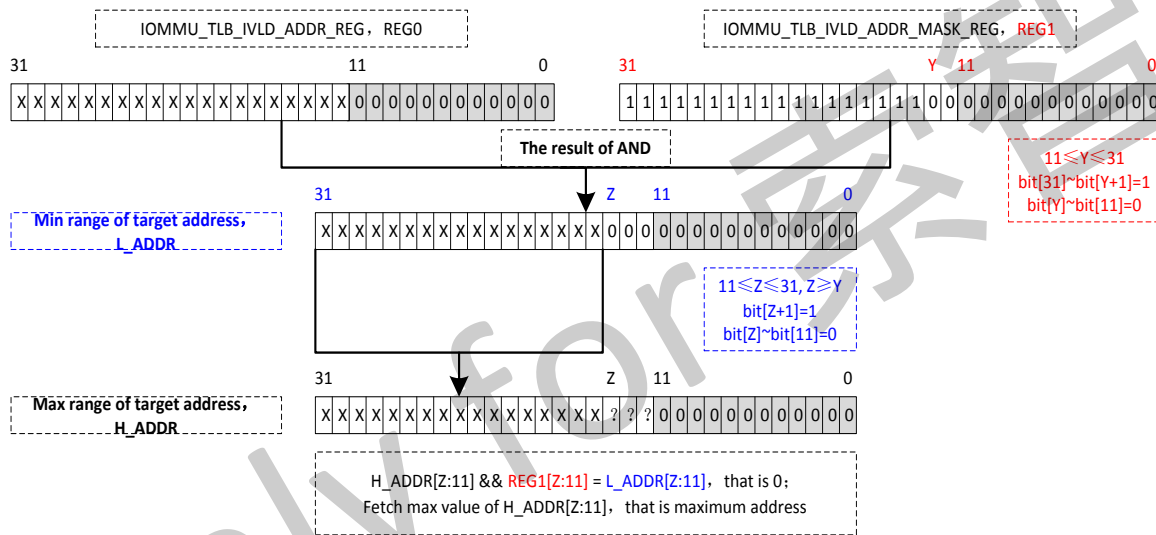 IOMMU_TLB_IVLD_ADDR_REG，REG0
IOMMU_TLB_IVLD_ADDR_MASK_REG，REG1
31 11 0
31 Y 11 0
X X X X X X X X X X X X X X X X X X X X 0 0 0 0 0 0 0 0 0 0 0 0
1 1 1 1 1 1 1 1 1 1 1 1 1 1 1 1 1 1 0 0 0 0 0 0 0 0 0 0 0 0 0 0
The result of AND
11≤Y≤31
bit[31]~bit[Y+1]=1
bit[Y]~bit[11]=0
31 Z 11 0
Min range of target address，
L_ADDR
X X X X X X X X X X X X X X X X X 0 0 0 0 0 0 0 0 0 0 0 0 0 0 0
11≤Z≤31, Z≥Y
bit[Z+1]=1
bit[Z]~bit[11]=0
31 Z 11 0
Max range of target address，
H_ADDR
X X X X X X X X X X X X X X X X X ? ? ? 0 0 0 0 0 0 0 0 0 0 0 0
H_ADDR[Z:11] && REG1[Z:11] = L_ADDR[Z:11]， that is 0；
Fetch max value of H_ADDR[Z:11]，that is maximum address
ly for 索智